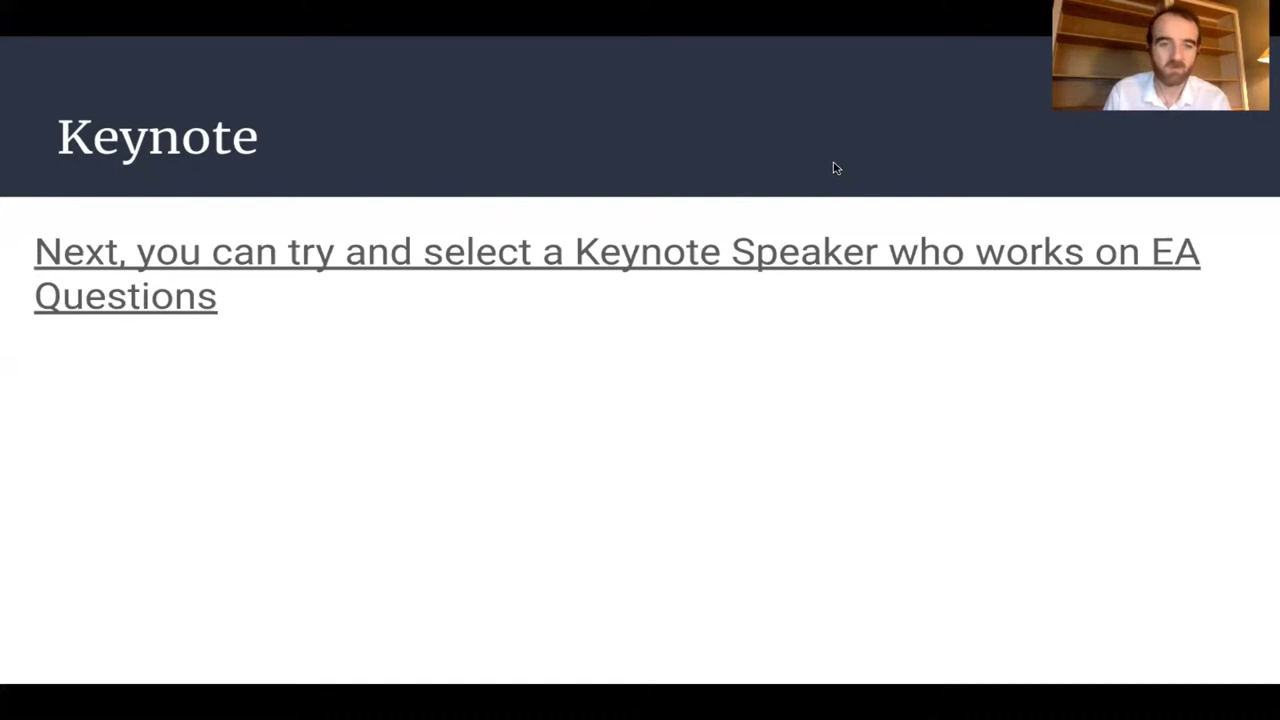 Keynote
Next, you can try and select a Keynote Speaker who works on EA
Questions